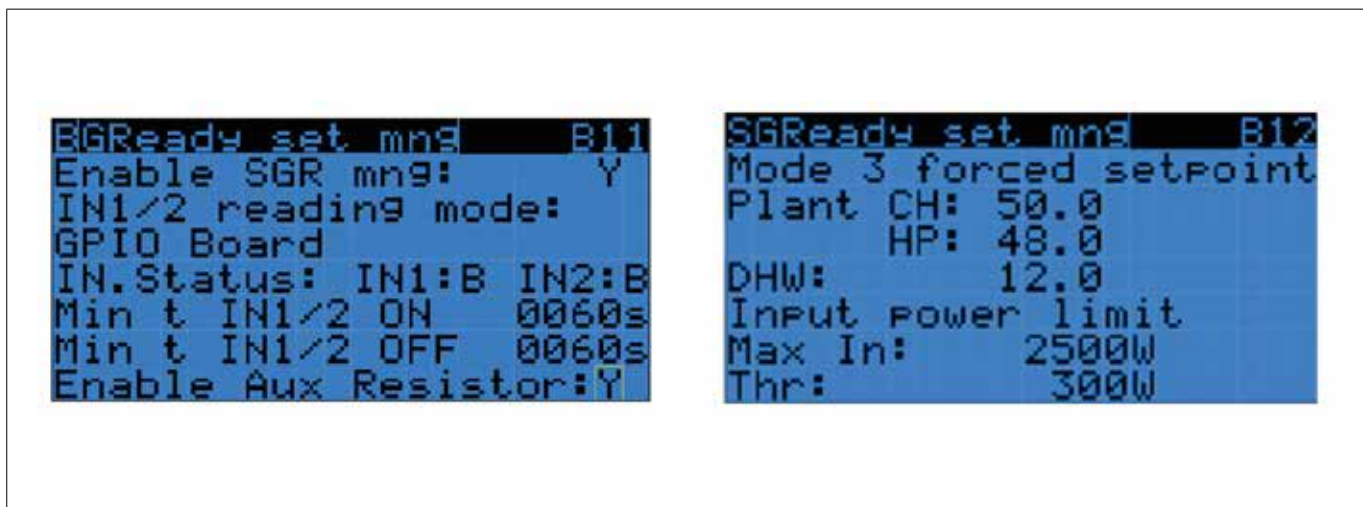 BGReady set mng B11
Enable SGR mng: Y
IN1/2 reading mode:
GPIO Board
IN.Status: IN1:B IN2:B
Min t IN1/2 ON 0060s
Min t IN1/2 OFF 0060s
Enable Aux Resistor:Y
SGReady set mng B12
Mode 3 forced setpoint
Plant CH: 50.0
HP: 48.0
DHW: 12.0
Input power limit
Max In: 2500W
Thr: 300W